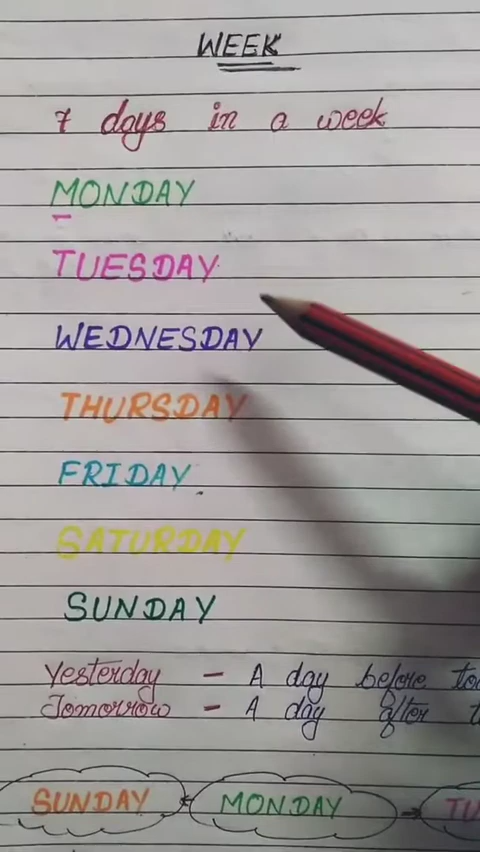 WEEK
7 days in a week
MONDAY
TUESDAY
WEDNESDAY
THURSDAY
FRIDAY
SATURDAY
SUNDAY
Yesterday - A day before
Tomorrow - A day after
SUNDAY MONDAY